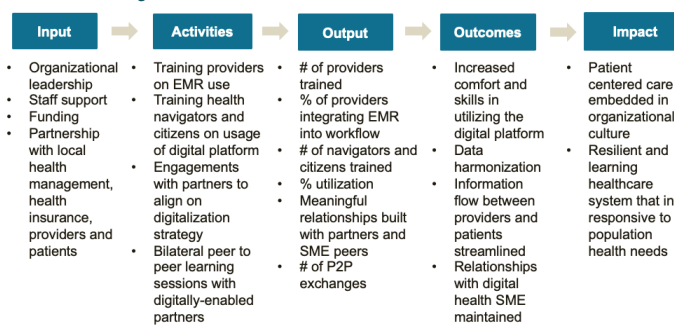 Input
Activities
Output
Outcomes
Impact
• Organizational
leadership
• Staff support
• Funding
• Partnership
with local
health
management,
health
insurance,
providers and
patients
• Training providers
on EMR use
• Training health
navigators and
citizens on usage
of digital platform
• Engagements
with partners to
align on
digitalization
strategy
• Bilateral peer to
peer learning
sessions with
digitally-enabled
partners
• # of providers
trained
• % of providers
integrating EMR
into workflow
• # of navigators and
citizens trained
• % utilization
• Meaningful
relationships built
with partners and
SME peers
• # of P2P
exchanges
• Increased
comfort and
skills in
utilizing the
digital platform
• Data
harmonization
• Information
flow between
providers and
patients
streamlined
• Relationships
with digital
health SME
maintained
• Patient
centered care
embedded in
organizational
culture
• Resilient and
learning
healthcare
system that in
responsive to
population
health needs